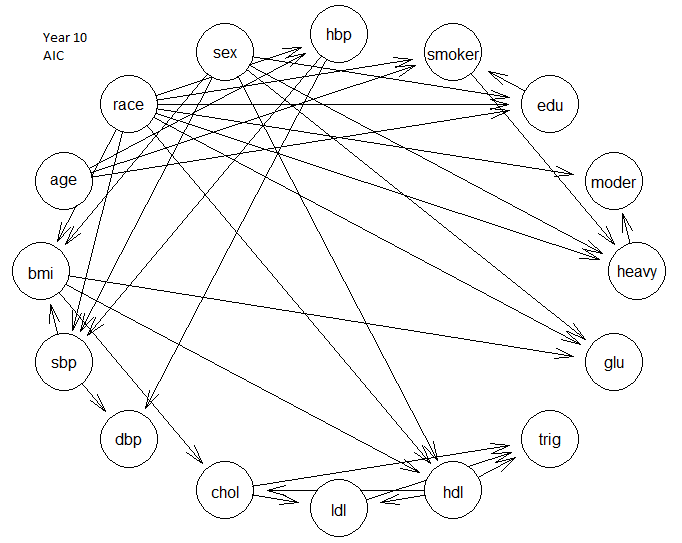 Year 10
AIC
hbp
sex
smoker
race
edu
age
moder
bmi
heavy
sbp
glu
dbp
trig
chol
hdl
ldl